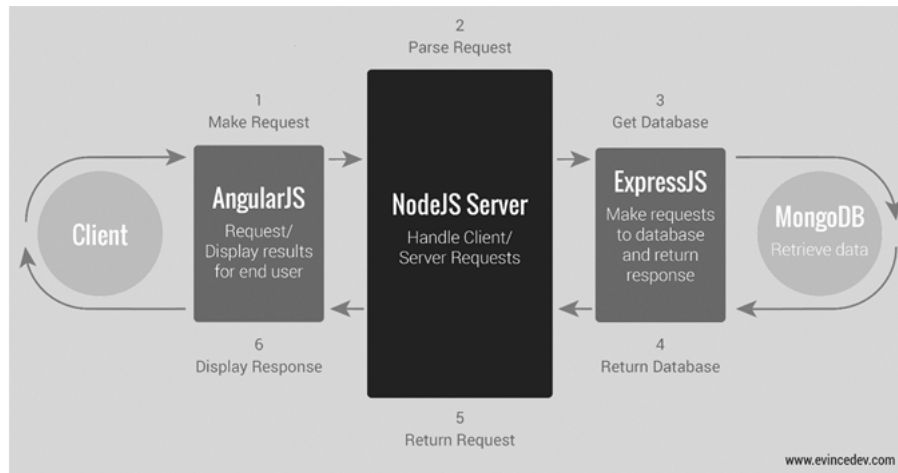 2
Parse Request
1
Make Request
3
Get Database
Client
AngularJS
Request/
Display results
for end user
NodeJS Server
Handle Client/
Server Requests
ExpressJS
Make requests
to database
and return
response
MongoDB
Retrieve data
6
Display Response
4
Return Database
5
Return Request
www.evincedev.com